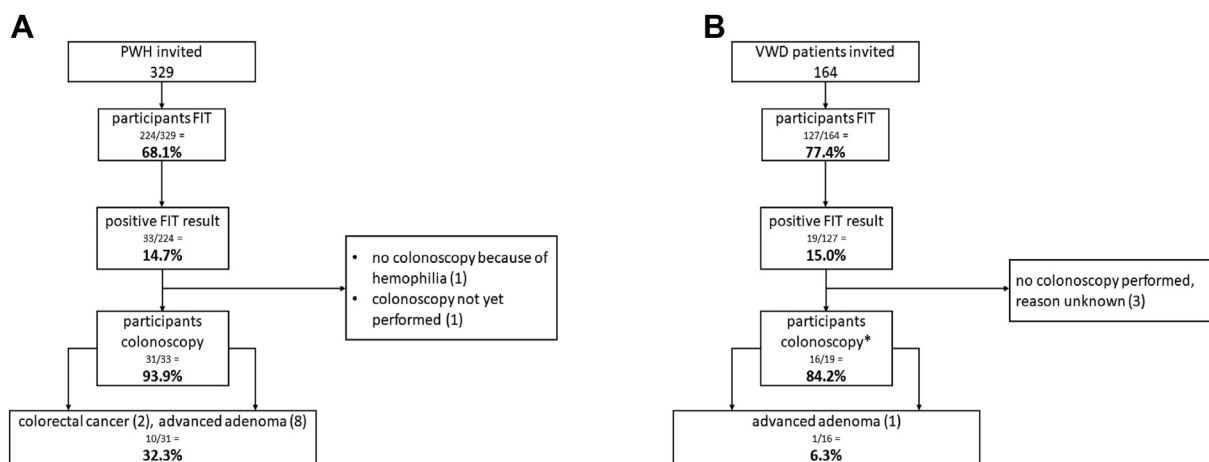 A
PWH invited
329
participants FIT
224/329 =
68.1%
positive FIT result
33/224 =
14.7%
• no colonoscopy because of
hemophilia (1)
• colonoscopy not yet
performed (1)
participants
colonoscopy
31/33 =
93.9%
colorectal cancer (2), advanced adenoma (8)
10/31 =
32.3%
B
VWD patients invited
164
participants FIT
127/164 =
77.4%
positive FIT result
19/127 =
15.0%
no colonoscopy performed,
reason unknown (3)
participants
colonoscopy*
16/19 =
84.2%
advanced adenoma (1)
1/16 =
6.3%